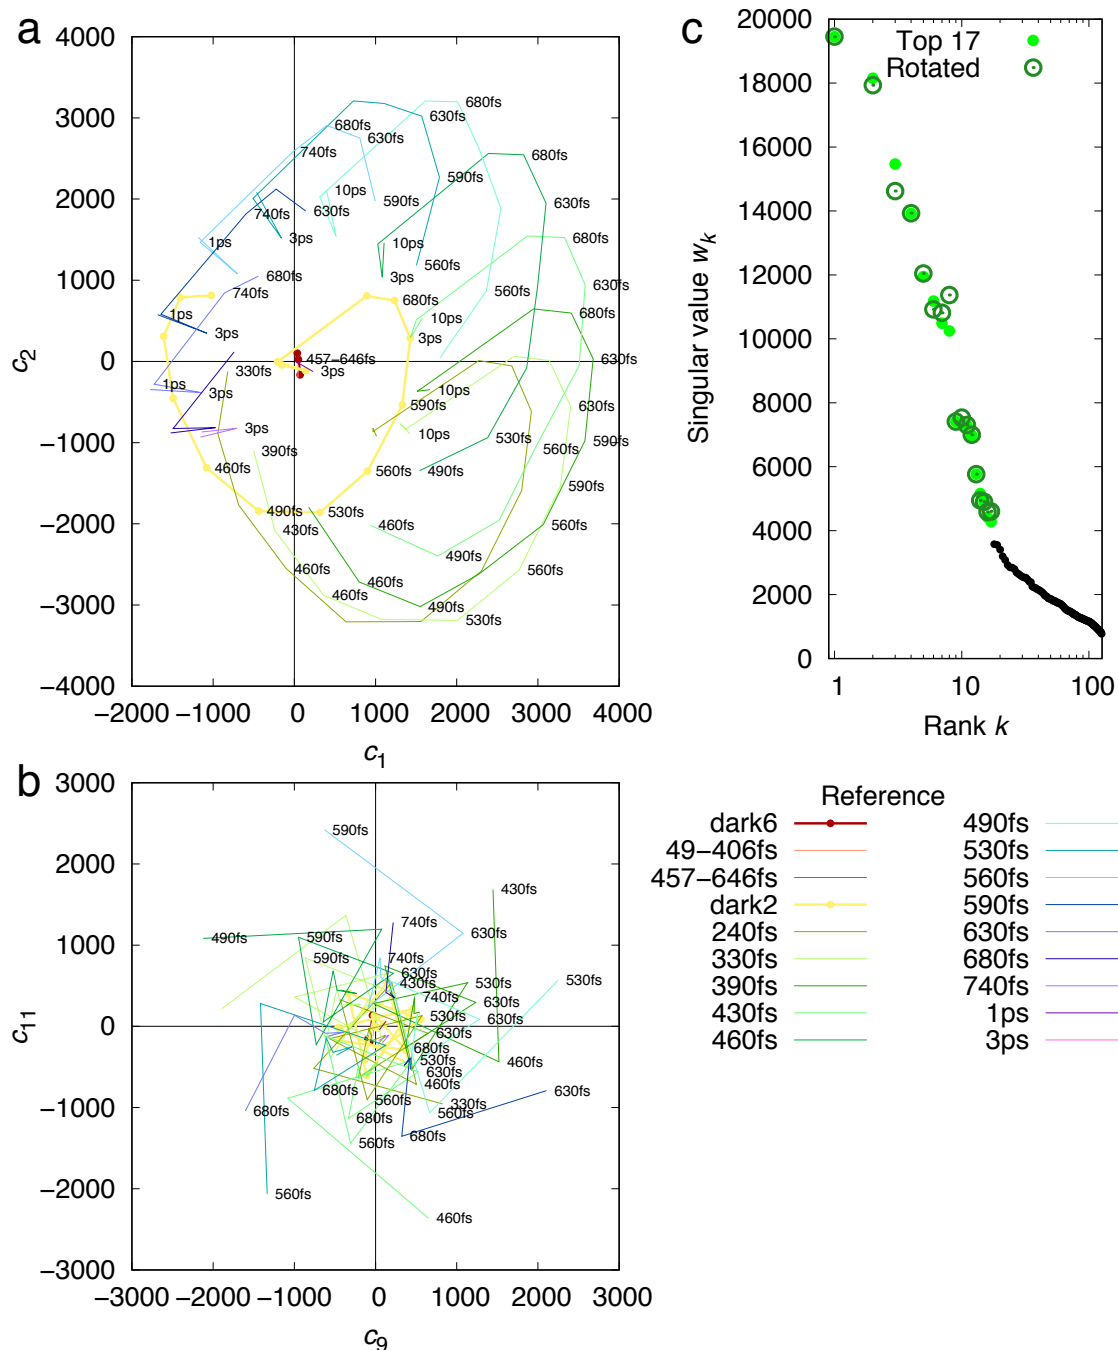 a
4000
3000
2000
1000
0
−1000
−2000
−3000
−4000
c2
−2000
−1000
0
1000
2000
3000
4000
c1
680fs
630fs
680fs
740fs
630fs
680fs
590fs
590fs
630fs
10ps
740fs
630fs
680fs
1ps
3ps
10ps
560fs
680fs
3ps
630fs
740fs
560fs
680fs
680fs
1ps
3ps
10ps
457−646fs
3ps
630fs
330fs
3ps
1ps
3ps
10ps
590fs
630fs
3ps
10ps
590fs
390fs
530fs
560fs
460fs
490fs
560fs
590fs
490fs
530fs
430fs
460fs
560fs
490fs
460fs
460fs
560fs
490fs
530fs
b
3000
2000
1000
0
−1000
−2000
−3000
c11
−3000
−2000
−1000
0
1000
2000
3000
c9
590fs
430fs
740fs
490fs
590fs
630fs
590fs
740fs
630fs
430fs
530fs
530fs
740fs
630fs
530fs
630fs
630fs
680fs
530fs
460fs
630fs
460fs
680fs
560fs
330fs
630fs
680fs
680fs
560fs
680fs
560fs
560fs
460fs
c
20000
18000
16000
14000
12000
10000
8000
6000
4000
2000
0
Singular value wk
Top 17
Rotated
1
10
100
Rank k
Reference
dark6
49−406fs
457−646fs
dark2
240fs
330fs
390fs
430fs
460fs
490fs
530fs
560fs
590fs
630fs
680fs
740fs
1ps
3ps